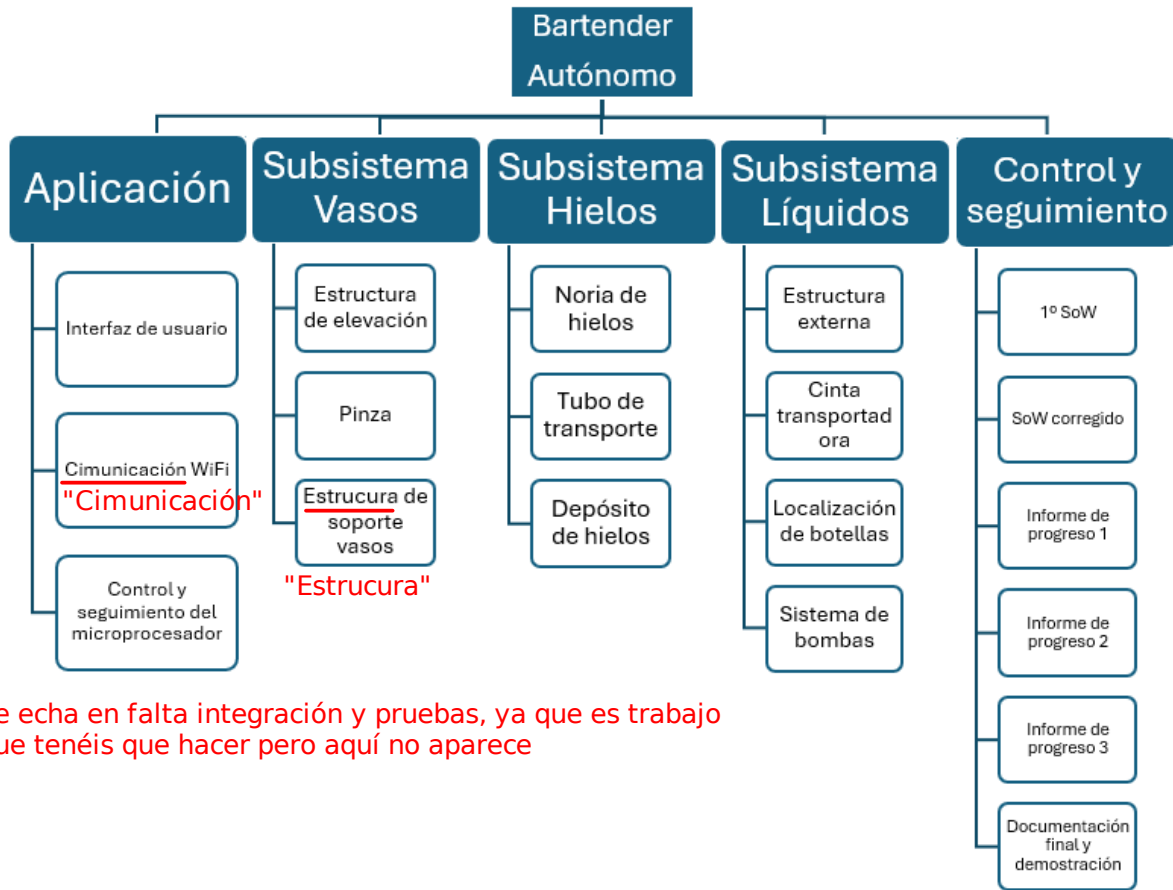 Bartender
Autónomo
Aplicación
Interfaz de usuario
Cimunicación WiFi
"Cimunicación"
Control y
seguimiento del
microprocesador
Subsistema
Vasos
Estructura
de elevación
Pinza
Estrucura de
soporte
vasos
"Estrucura"
Subsistema
Hielos
Noria de
hielos
Tubo de
transporte
Depósito
de hielos
Subsistema
Líquidos
Estructura
externa
Cinta
transportad
ora
Localización
de botellas
Sistema de
bombas
Control y
seguimiento
1º SoW
SoW corregido
Informe de
progreso 1
Informe de
progreso 2
Informe de
progreso 3
Documentación
final y
demostración
e echa en falta integración y pruebas, ya que es trabajo
ue tenéis que hacer pero aquí no aparece